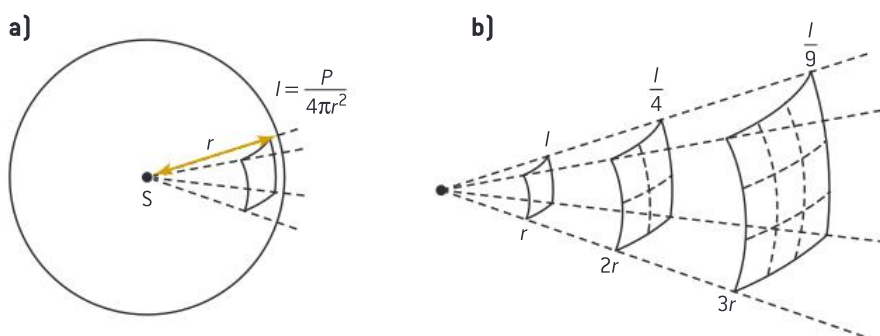 a)
I = P / 4πr²
r
S
b)
I
I/4
I/9
r
2r
3r